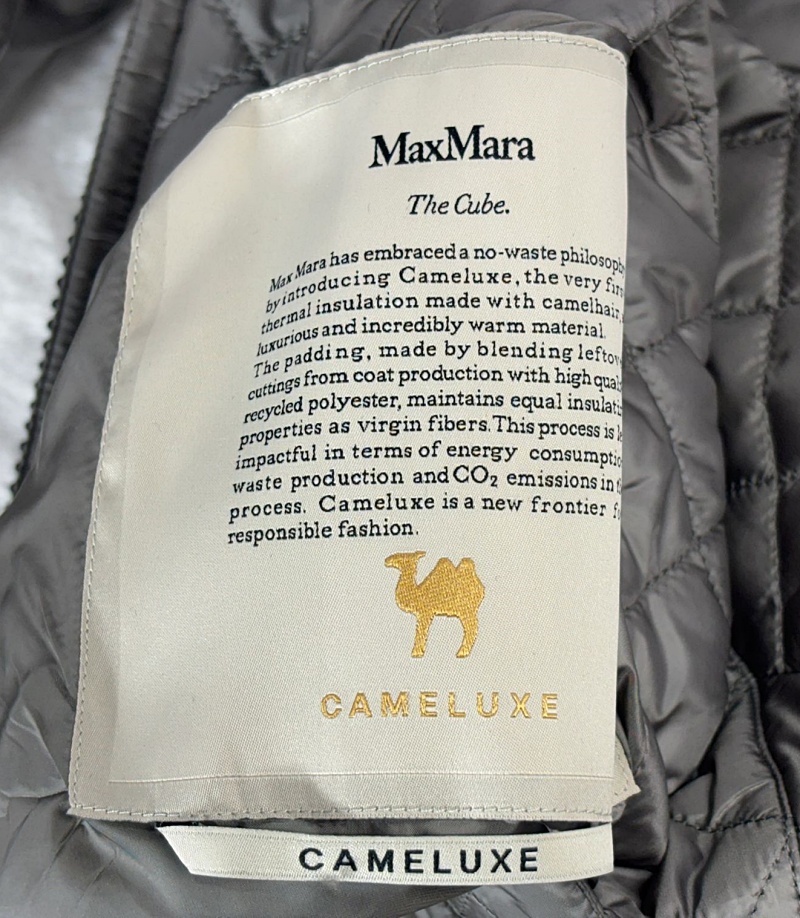 MaxMara
The Cube.
Max Mara has embraced a no-waste philosoph
by introducing Cameluxe, the very fir
thermal insulation made with camelhair,
luxurious and incredibly warm material.
The padding, made by blending leftov
cuttings from coat production with high qual
recycled polyester, maintains equal insulati
properties as virgin fibers. This process is l
impactful in terms of energy consumptio
waste production and CO₂ emissions in t
process. Cameluxe is a new frontier f
responsible fashion.
CAMELUXE
CAMELUXE